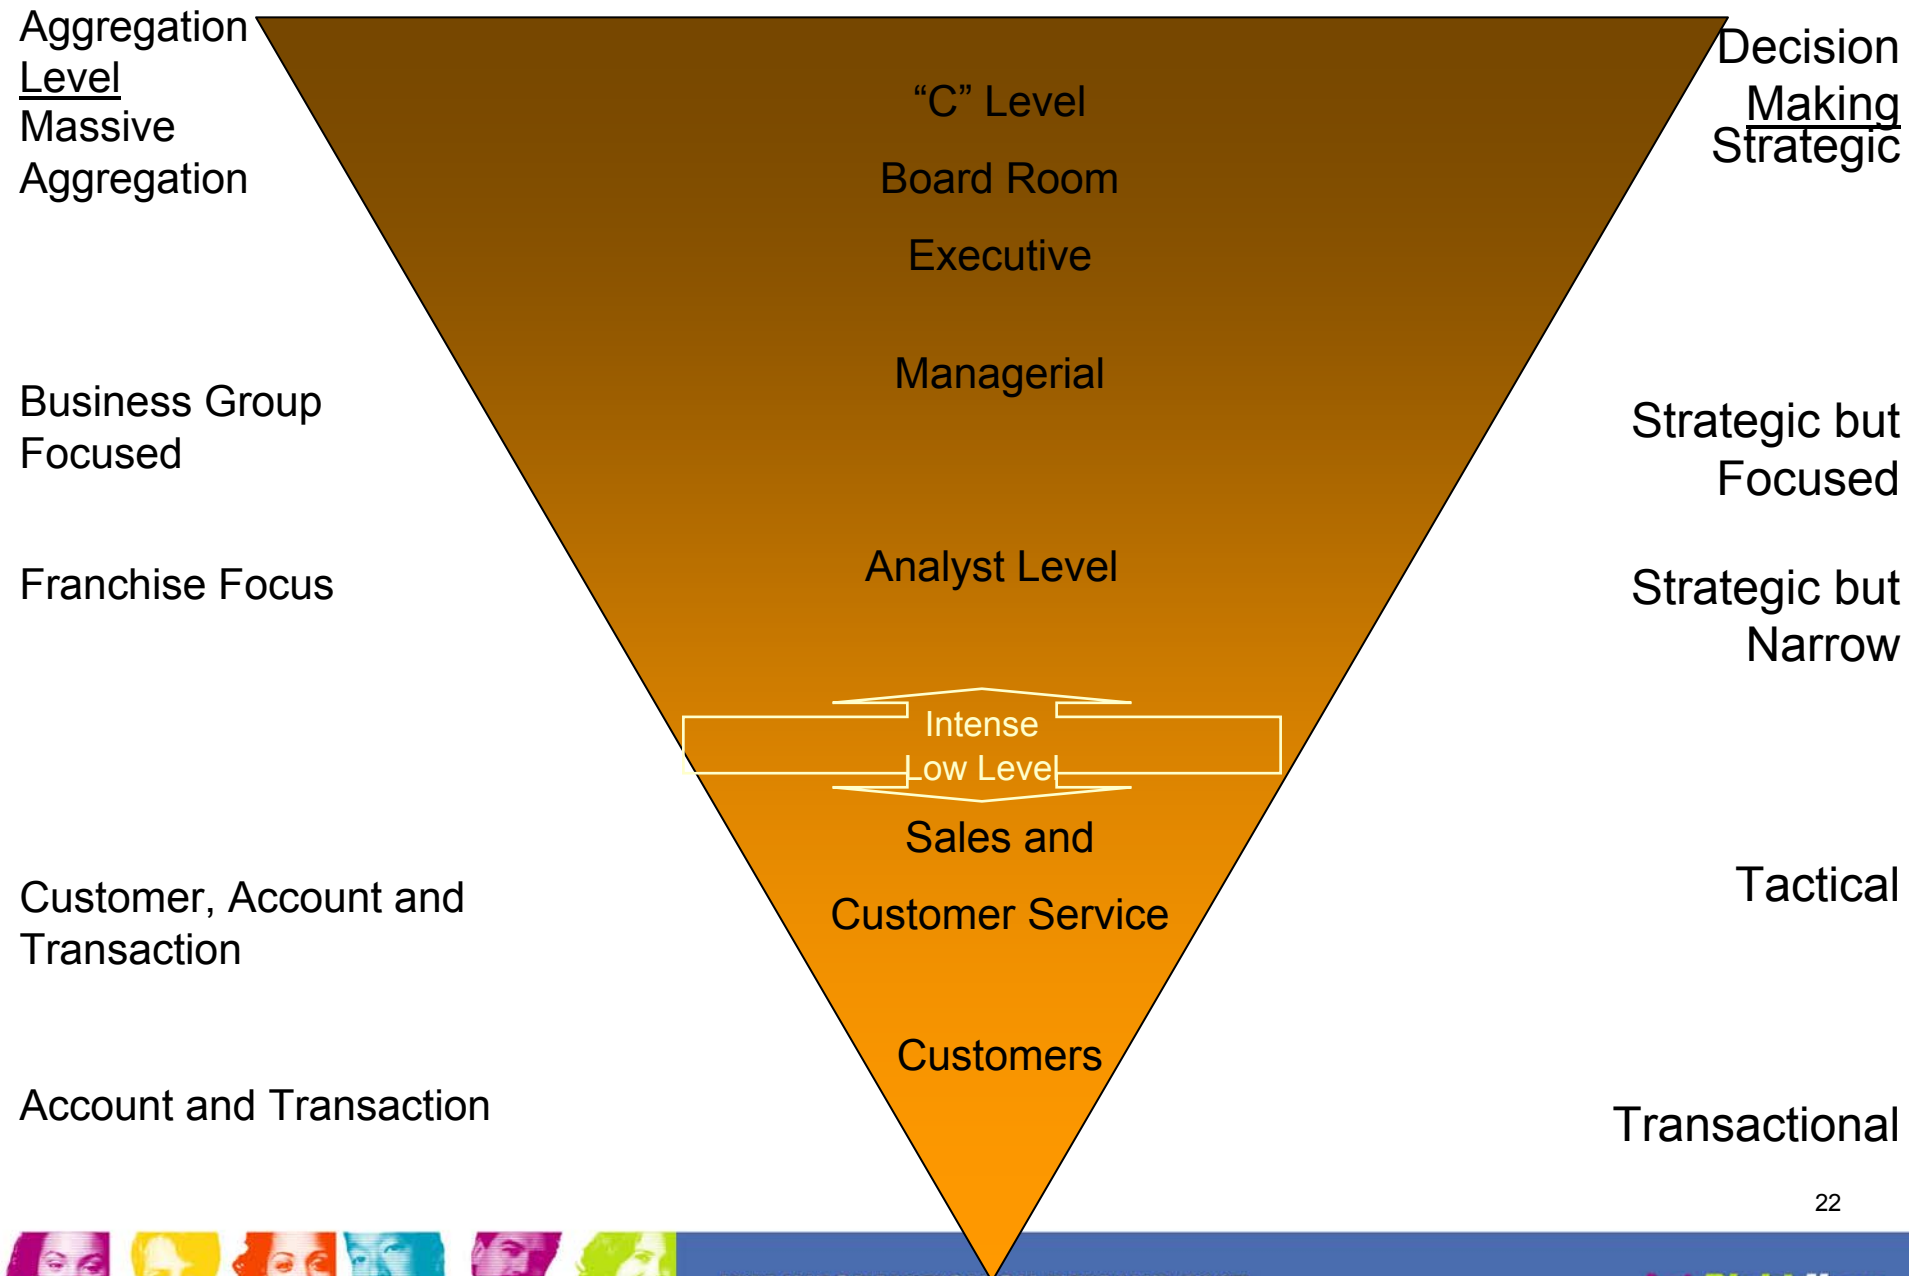 Aggregation
Level
Massive
Aggregation
Business Group
Focused
Franchise Focus
Customer, Account and
Transaction
Account and Transaction
“C” Level
Board Room
Executive
Managerial
Analyst Level
Intense
Low Level
Sales and
Customer Service
Customers
Decision
Making
Strategic
Strategic but
Focused
Strategic but
Narrow
Tactical
Transactional
22